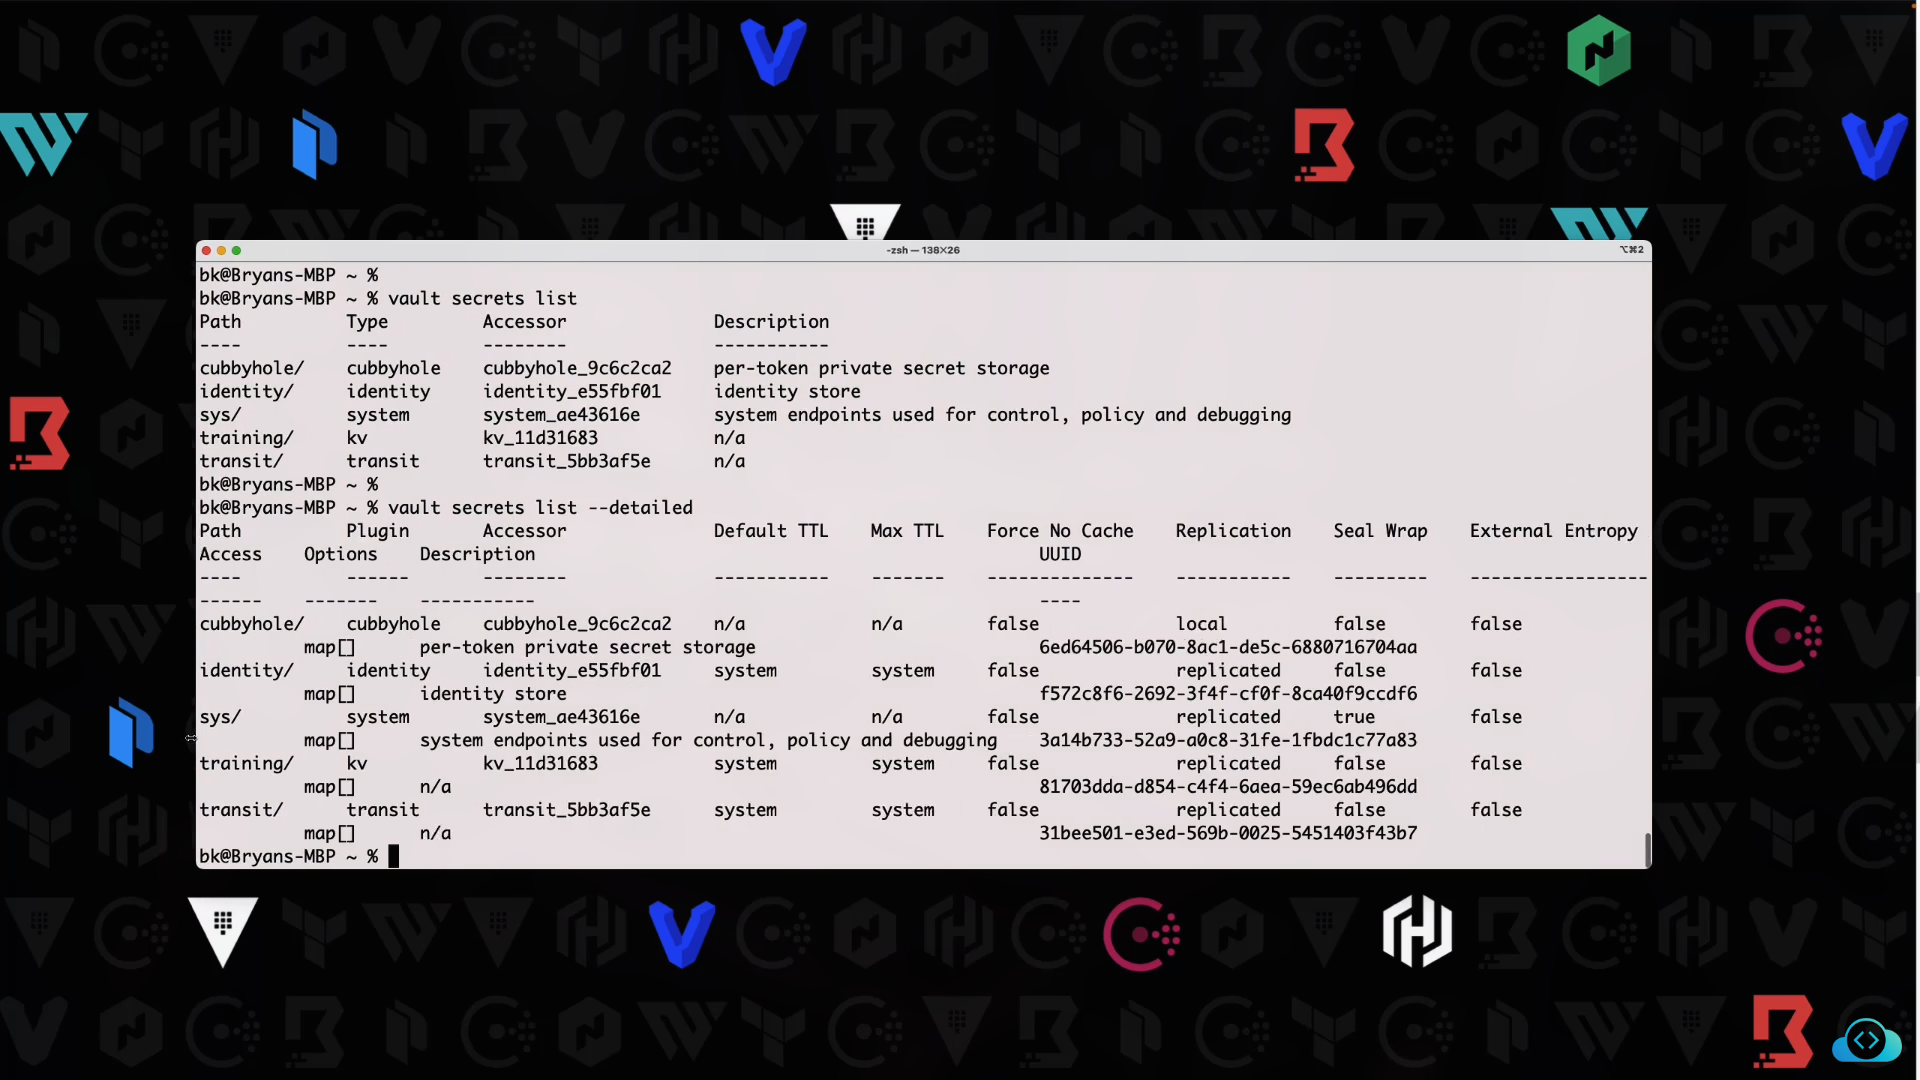 -zsh — 138×26
⌥⌘2
bk@Bryans-MBP ~ %
bk@Bryans-MBP ~ % vault secrets list
Path          Type         Accessor              Description
----          ----         --------              -----------
cubbyhole/    cubbyhole    cubbyhole_9c6c2ca2    per-token private secret storage
identity/     identity     identity_e55fbf01     identity store
sys/          system       system_ae43616e       system endpoints used for control, policy and debugging
training/     kv           kv_11d31683           n/a
transit/      transit      transit_5bb3af5e      n/a
bk@Bryans-MBP ~ %
bk@Bryans-MBP ~ % vault secrets list --detailed
Path          Plugin       Accessor              Default TTL    Max TTL    Force No Cache    Replication    Seal Wrap    External Entropy
Access    Options    Description                                                UUID
----          ------       --------              -----------    -------    --------------    -----------    ---------    -----------------
------    -------    -----------                                                ----
cubbyhole/    cubbyhole    cubbyhole_9c6c2ca2    n/a            n/a        false             local          false        false
          map[]      per-token private secret storage                           6ed64506-b070-8ac1-de5c-6880716704aa
identity/     identity     identity_e55fbf01     system         system     false             replicated     false        false
          map[]      identity store                                             f572c8f6-2692-3f4f-cf0f-8ca40f9ccdf6
sys/          system       system_ae43616e       n/a            n/a        false             replicated     true         false
          map[]      system endpoints used for control, policy and debugging    3a14b733-52a9-a0c8-31fe-1fbdc1c77a83
training/     kv           kv_11d31683           system         system     false             replicated     false        false
          map[]      n/a                                                        81703dda-d854-c4f4-6aea-59ec6ab496dd
transit/      transit      transit_5bb3af5e      system         system     false             replicated     false        false
          map[]      n/a                                                        31bee501-e3ed-569b-0025-5451403f43b7
bk@Bryans-MBP ~ %